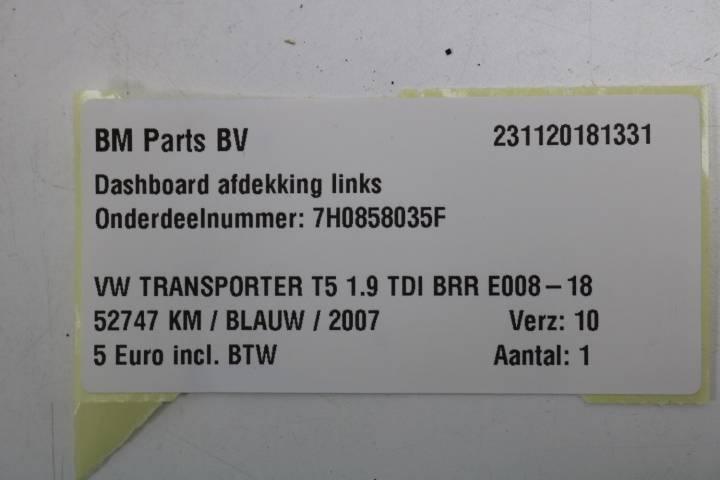 BM Parts BV 231120181331
Dashboard afdekking links
Onderdeelnummer: 7H0858035F
VW TRANSPORTER T5 1.9 TDI BRR E008-18
52747 KM / BLAUW / 2007 Verz: 10
5 Euro incl. BTW Aantal: 1